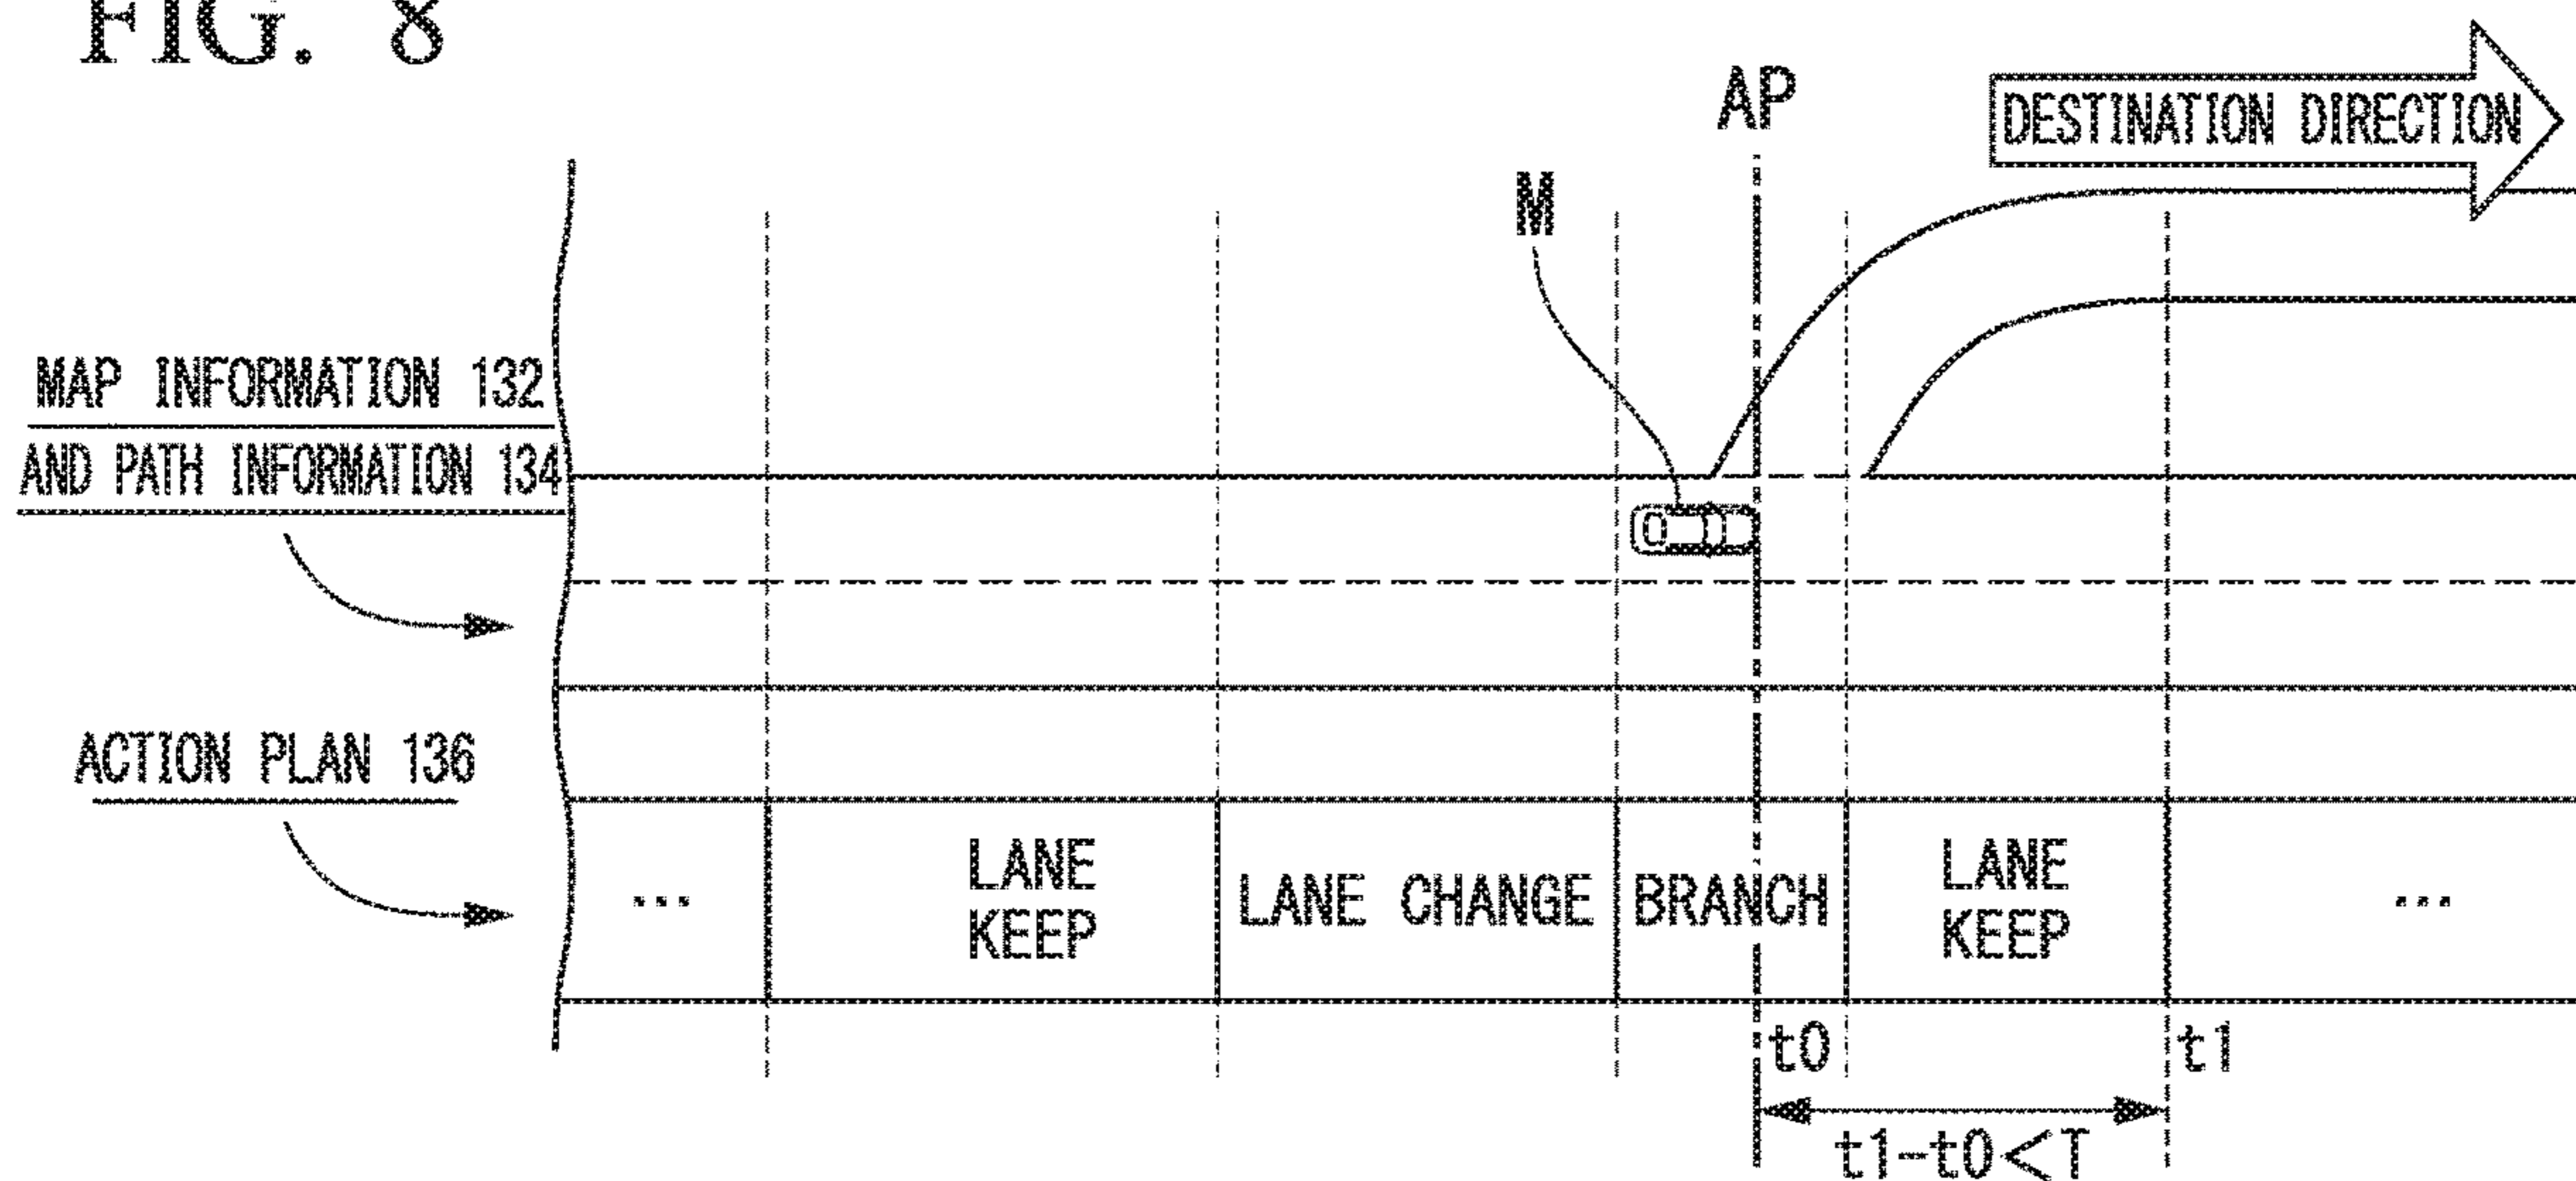 FIG. 8
AP
DESTINATION DIRECTION
M
MAP INFORMATION 132
AND PATH INFORMATION 134
ACTION PLAN 136
...
LANE
KEEP
LANE CHANGE
BRANCH
LANE
KEEP
...
t0
t1
t1-t0<T